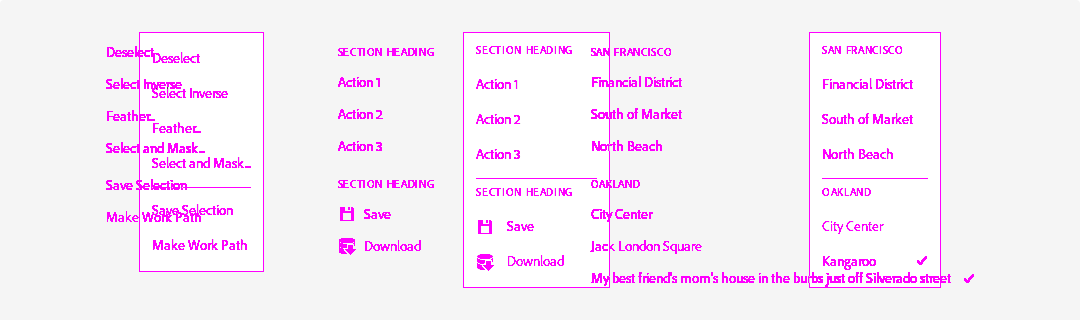 Deselect
Select Inverse
Feather...
Select and Mask...
Save Selection
Make Work Path
Deselect
Select Inverse
Feather...
Select and Mask...
Save Selection
Make Work Path
SECTION HEADING
Action 1
Action 2
Action 3
SECTION HEADING
Save
Download
SECTION HEADING
Action 1
Action 2
Action 3
SECTION HEADING
Save
Download
SAN FRANCISCO
Financial District
South of Market
North Beach
OAKLAND
City Center
Jack London Square
My best friend's mom's house in the burbs just off Silverado street
SAN FRANCISCO
Financial District
South of Market
North Beach
OAKLAND
City Center
Kangaroo